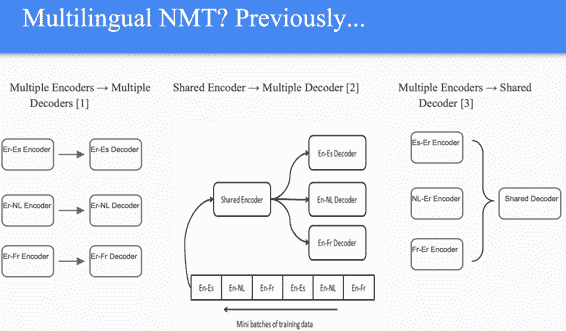 Multilingual NMT? Previously...
Multiple Encoders → Multiple
Decoders [1]
Er-Es Encoder
Er-Es Decoder
Er-NL Encoder
Er-NL Decoder
Er-Fr Encoder
Er-Fr Decoder
Shared Encoder → Multiple Decoder [2]
Shared Encoder
En-Es Decoder
En-NL Decoder
En-Fr Decoder
En-Es En-NL En-Fr En-Es En-NL En-Fr
Mini batches of training data
Multiple Encoders → Shared
Decoder [3]
Es-Er Encoder
NL-Er Encoder
Fr-Er Encoder
Shared Decoder